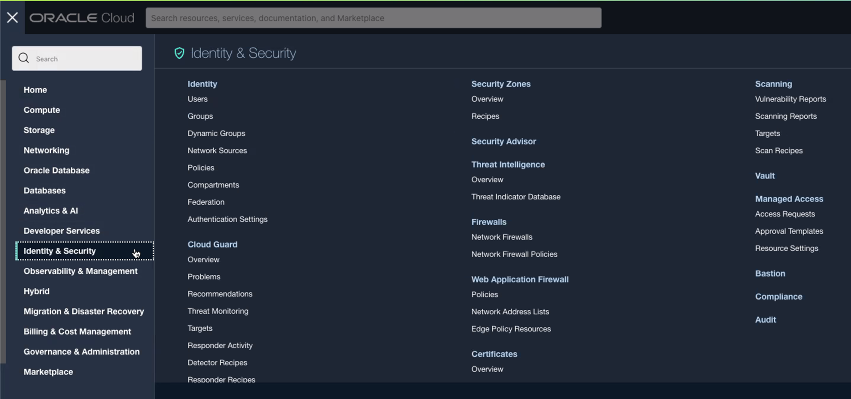 ORACLE Cloud
Search resources, services, documentation, and Marketplace
Search
Home
Compute
Storage
Networking
Oracle Database
Databases
Analytics & AI
Developer Services
Identity & Security
Observability & Management
Hybrid
Migration & Disaster Recovery
Billing & Cost Management
Governance & Administration
Marketplace
Identity & Security
Identity
Users
Groups
Dynamic Groups
Network Sources
Policies
Compartments
Federation
Authentication Settings
Cloud Guard
Overview
Problems
Recommendations
Threat Monitoring
Targets
Responder Activity
Detector Recipes
Responder Recipes
Security Zones
Overview
Recipes
Security Advisor
Threat Intelligence
Overview
Threat Indicator Database
Firewalls
Network Firewalls
Network Firewall Policies
Web Application Firewall
Policies
Network Address Lists
Edge Policy Resources
Certificates
Overview
Scanning
Vulnerability Reports
Scanning Reports
Targets
Scan Recipes
Vault
Managed Access
Access Requests
Approval Templates
Resource Settings
Bastion
Compliance
Audit